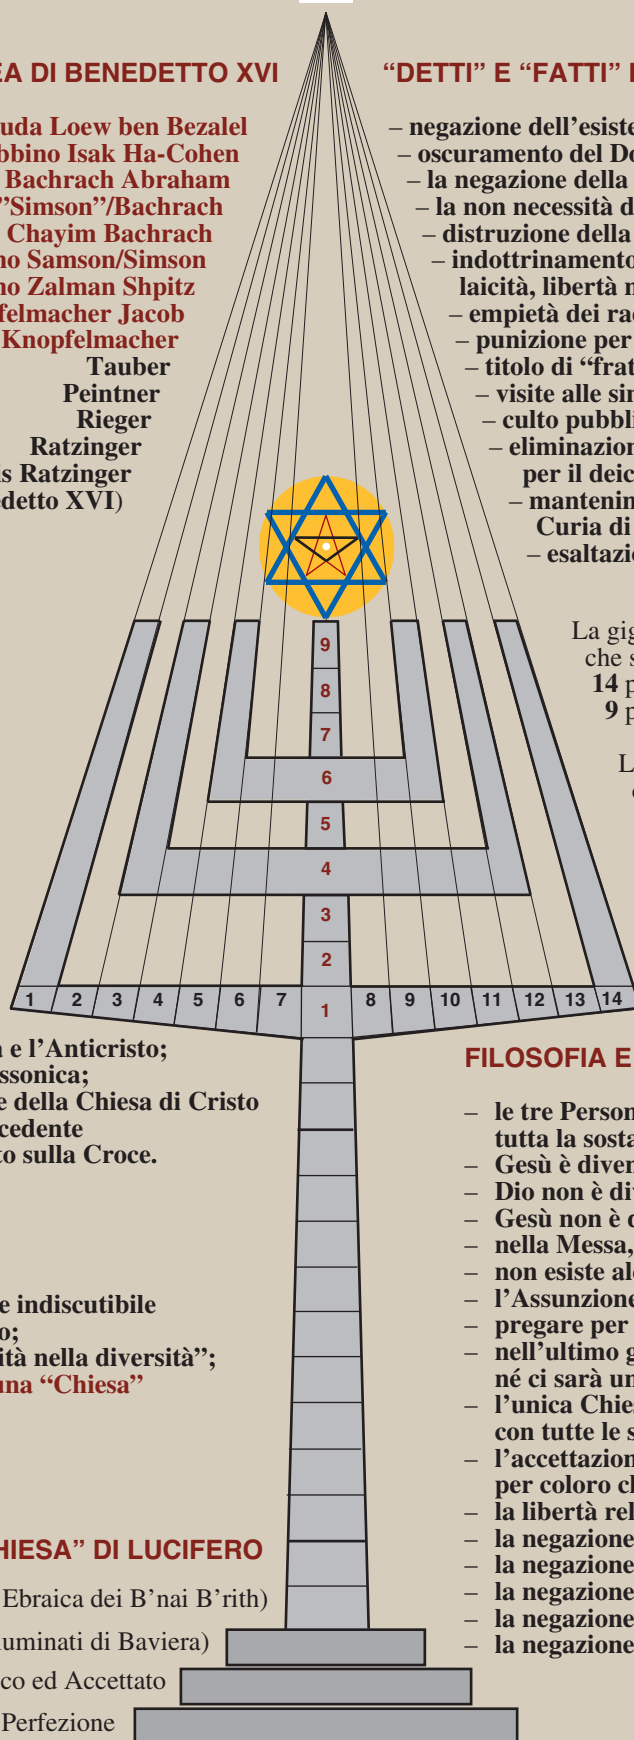 EA DI BENEDETTO XVI
uda Loew ben Bezalel
bbino Isak Ha-Cohen
Bachrach Abraham
”Simson”/Bachrach
Chayim Bachrach
no Samson/Simson
no Zalman Shpitz
felmacher Jacob
Knopfelmacher
Tauber
Peintner
Rieger
Ratzinger
is Ratzinger
edetto XVI)
“DETTI” E “FATTI”
– negazione dell’esiste
– oscuramento del Do
– la negazione della
– la non necessità d
– distruzione della
– indottrinamento
laicità, libertà
– empietà dei ra
– punizione per
– titolo di “frat
– visite alle sin
– culto pubbli
– eliminazion
per il deic
– mantenim
Curia di
– esaltazio
La gig
che s
14 p
9 p
L
9
8
7
6
5
4
3
2
1
1 2 3 4 5 6 7 8 9 10 11 12 13 14
a e l’Anticristo;
ssonica;
e della Chiesa di Cristo
cedente
to sulla Croce.
e indiscutibile
o;
ità nella diversità”;
una “Chiesa”
HIESA” DI LUCIFERO
Ebraica dei B’nai B’rith)
luminati di Baviera)
co ed Accettato
Perfezione
FILOSOFIA E
– le tre Person
tutta la sosta
– Gesù è diven
– Dio non è div
– Gesù non è
– nella Messa,
– non esiste al
– l’Assunzione
– pregare per
– nell’ultimo g
né ci sarà un
– l’unica Chies
con tutte le s
– l’accettazion
per coloro c
– la libertà rel
– la negazione
– la negazione
– la negazione
– la negazione
– la negazione